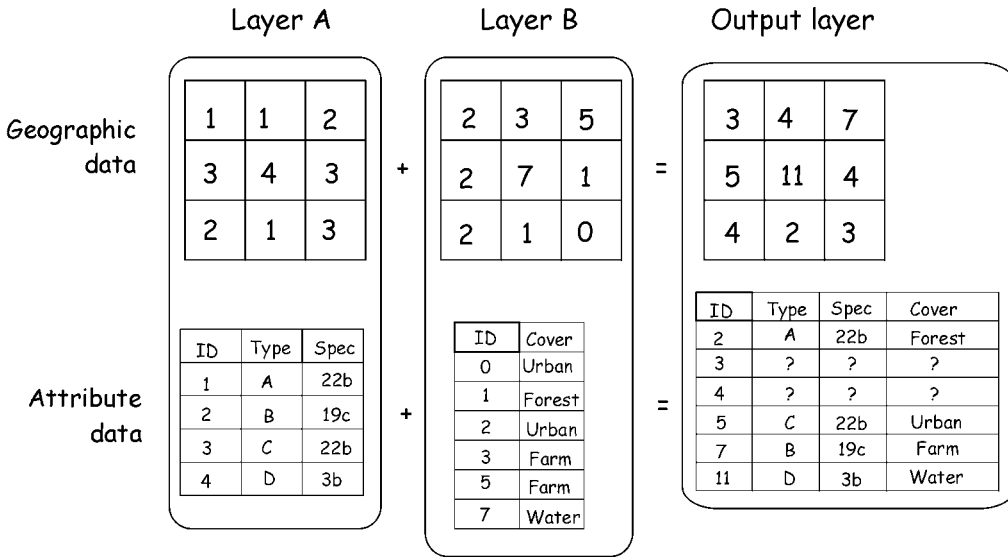 Layer A Layer B Output layer
Geographic
data
1 1 2
3 4 3
2 1 3
+
2 3 5
2 7 1
2 1 0
=
3 4 7
5 11 4
4 2 3
Attribute
data
ID Type Spec
1 A 22b
2 B 19c
3 C 22b
4 D 3b
+
ID Cover
0 Urban
1 Forest
2 Urban
3 Farm
5 Farm
7 Water
=
ID Type Spec Cover
2 A 22b Forest
3 ? ? ?
4 ? ? ?
5 C 22b Urban
7 B 19c Farm
11 D 3b Water